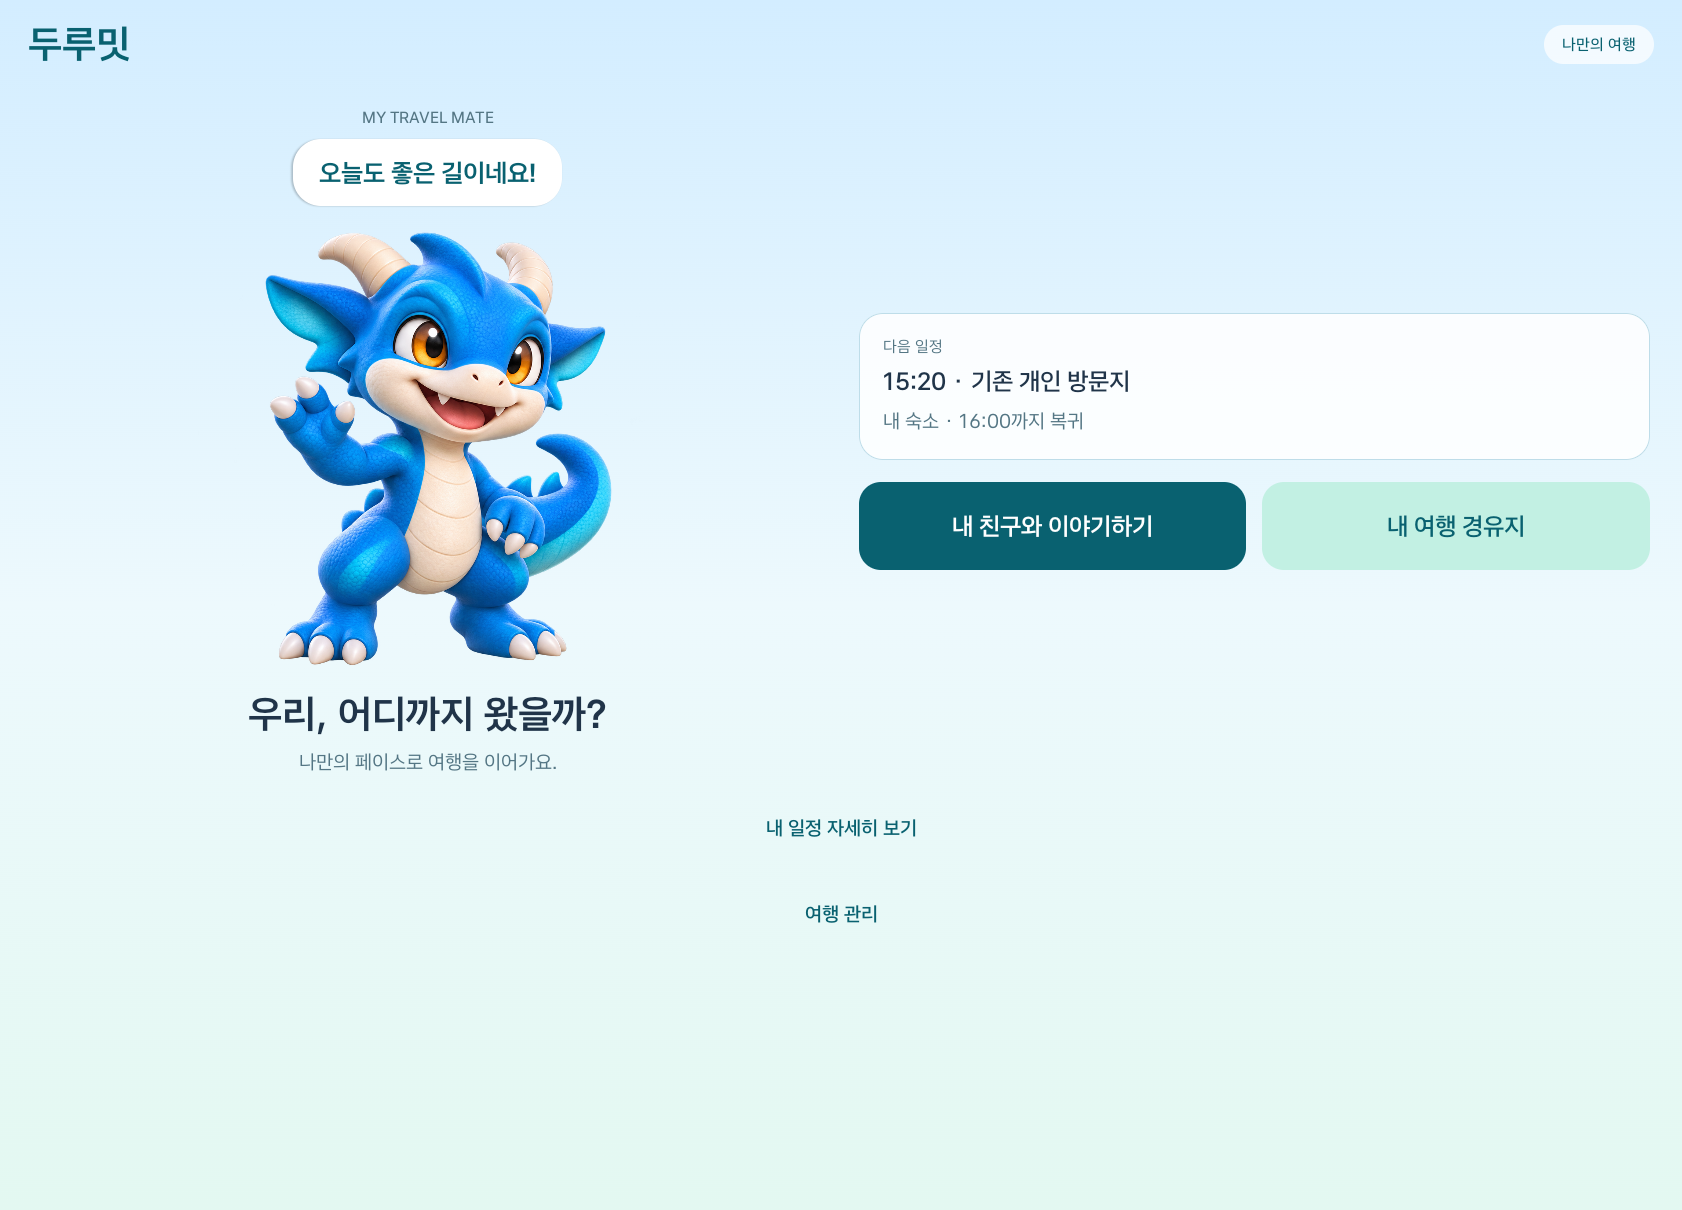 두루밋
나만의 여행
MY TRAVEL MATE
오늘도 좋은 길이네요!
우리, 어디까지 왔을까?
나만의 페이스로 여행을 이어가요.
다음 일정
15:20 · 기존 개인 방문지
내 숙소 · 16:00까지 복귀
내 친구와 이야기하기
내 여행 경유지
내 일정 자세히 보기
여행 관리